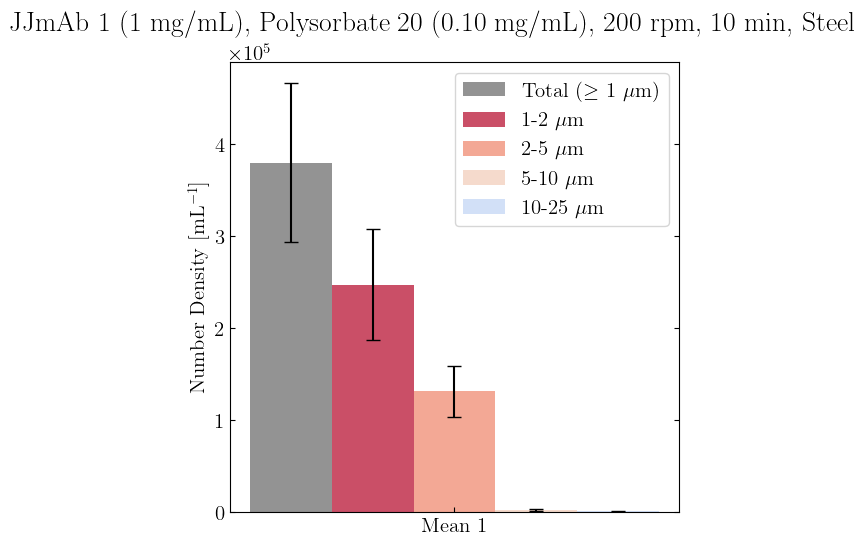 JJmAb 1 (1 mg/mL), Polysorbate 20 (0.10 mg/mL), 200 rpm, 10 min, Steel
×10⁵
Total (≥ 1 μm)
1-2 μm
2-5 μm
5-10 μm
10-25 μm
Number Density [mL⁻¹]
4
3
2
1
0
Mean 1